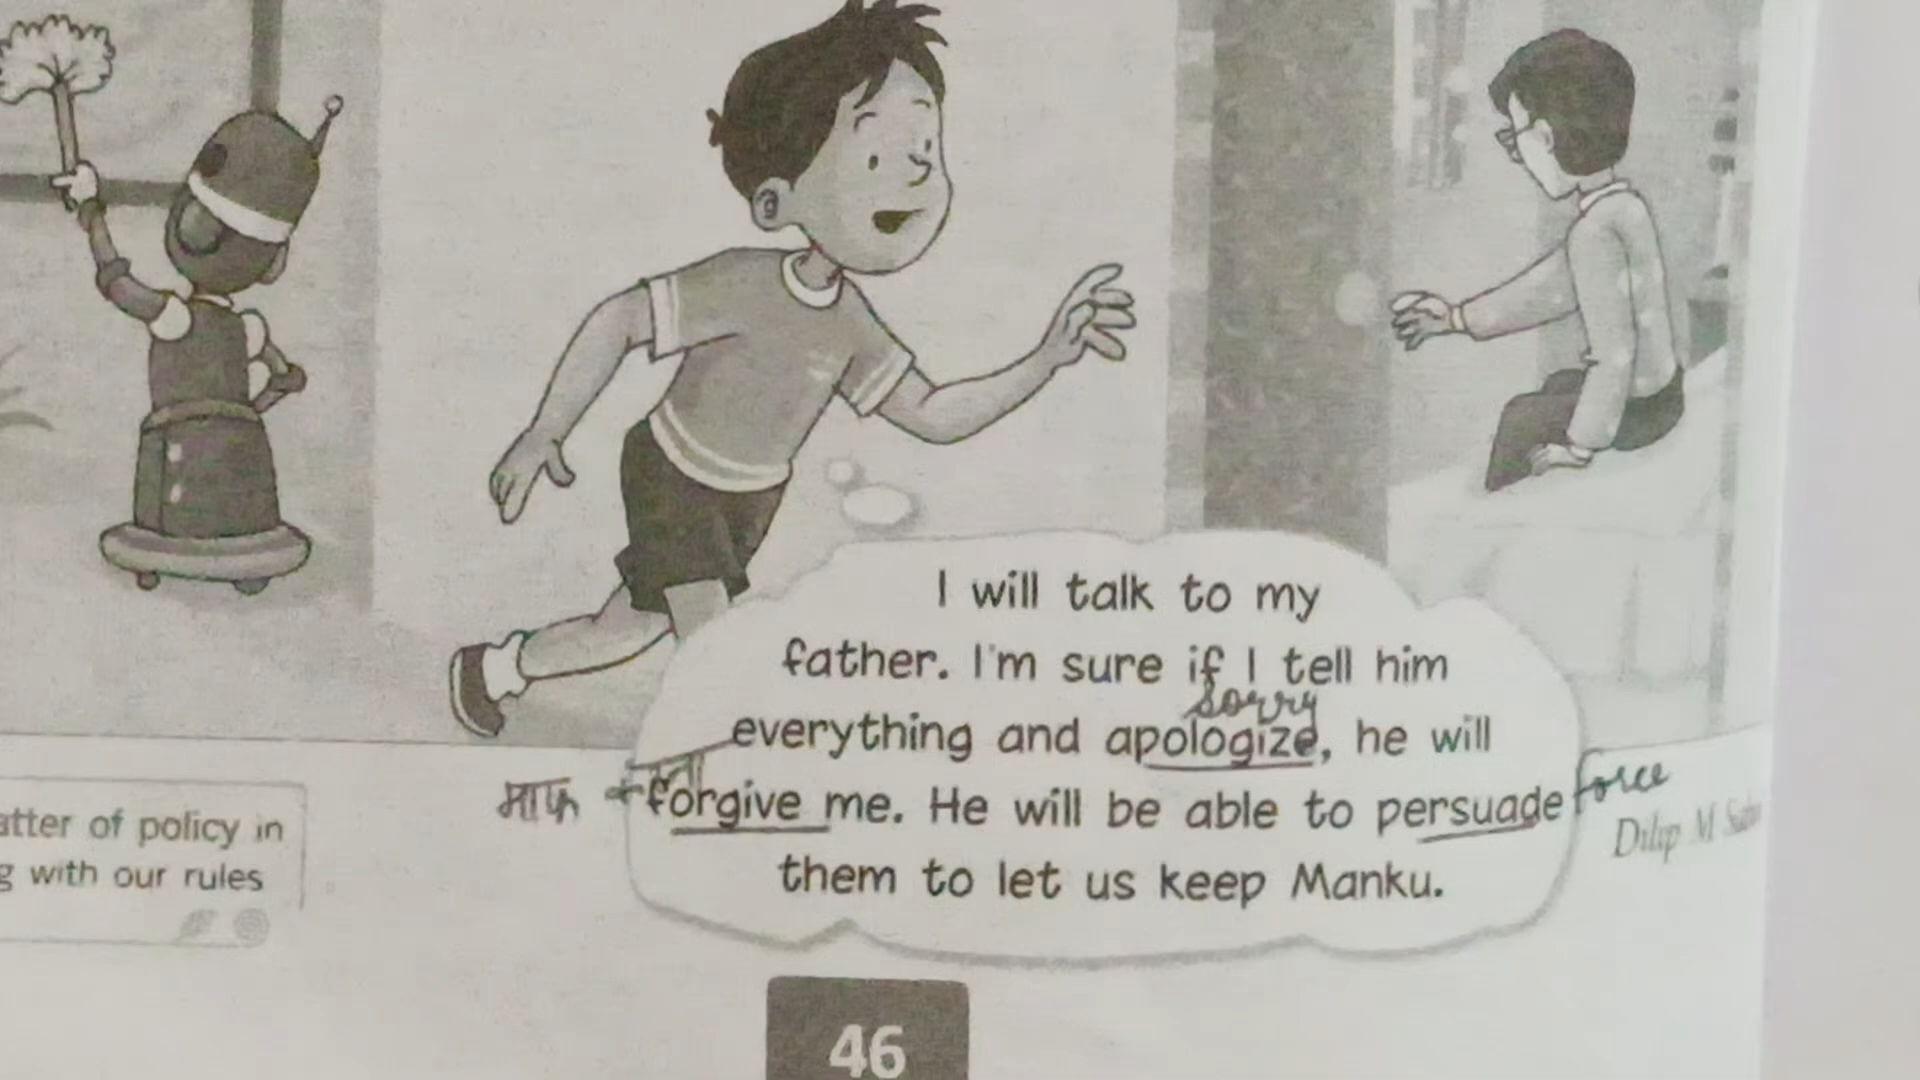 I will talk to my
father. I'm sure if I tell him
sorry
everything and apologize, he will
माफ forgive me. He will be able to persuade force
Dilip M
them to let us keep Manku.
atter of policy in
g with our rules
46